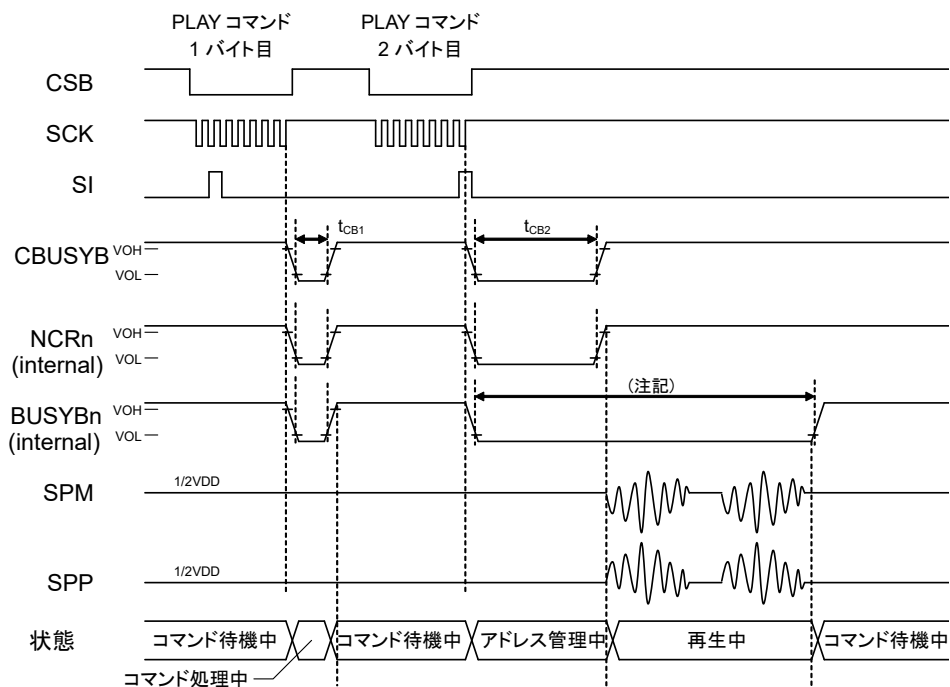 PLAY コマンド
1 バイト目
PLAY コマンド
2 バイト目
CSB
SCK
SI
tCB1
tCB2
CBUSYB
VOH
VOL
NCRn
(internal)
VOH
VOL
(注記)
BUSYBn
(internal)
VOH
VOL
SPM
1/2VDD
SPP
1/2VDD
状態
コマンド待機中
コマンド待機中
アドレス管理中
再生中
コマンド待機中
コマンド処理中